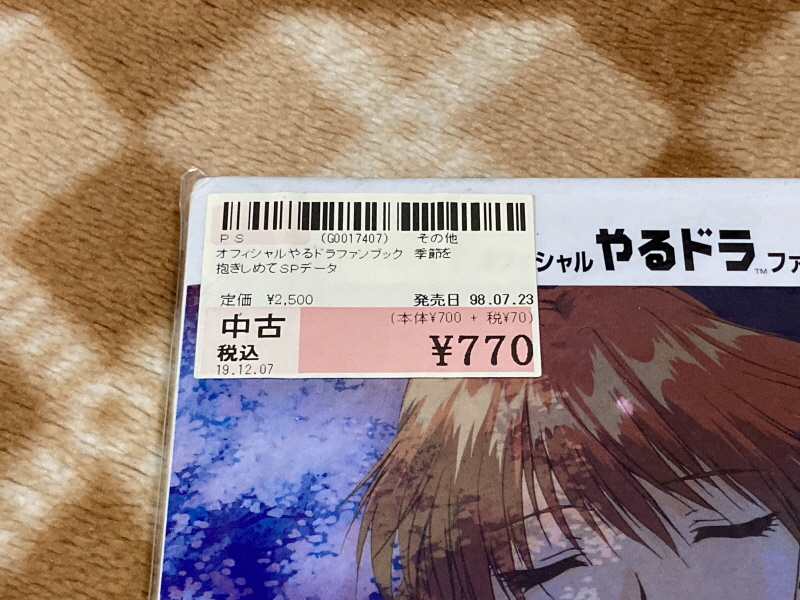 PS (G0017407) その他
オフィシャルやるドラファンブック 季節を
抱きしめてSPデータ
定価 ¥2,500 発売日 98.07.23
中古 (本体¥700 + 税¥70)
税込 ¥770
19.12.07
シャル やるドラ™ ファ